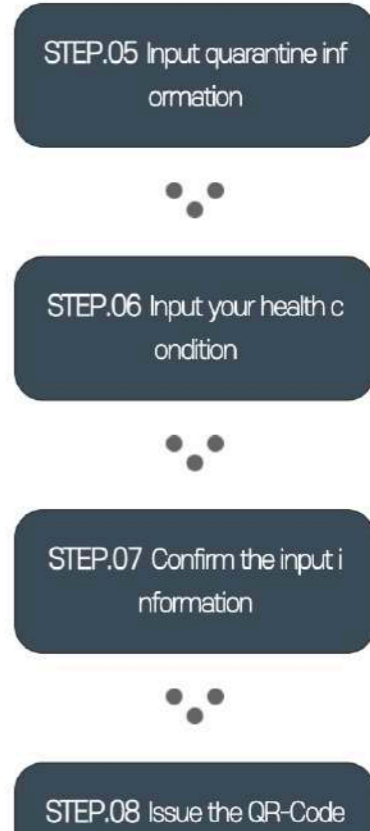 STEP.05 Input quarantine inf
ormation
STEP.06 Input your health c
ondition
STEP.07 Confirm the input i
nformation
STEP.08 Issue the QR-Code